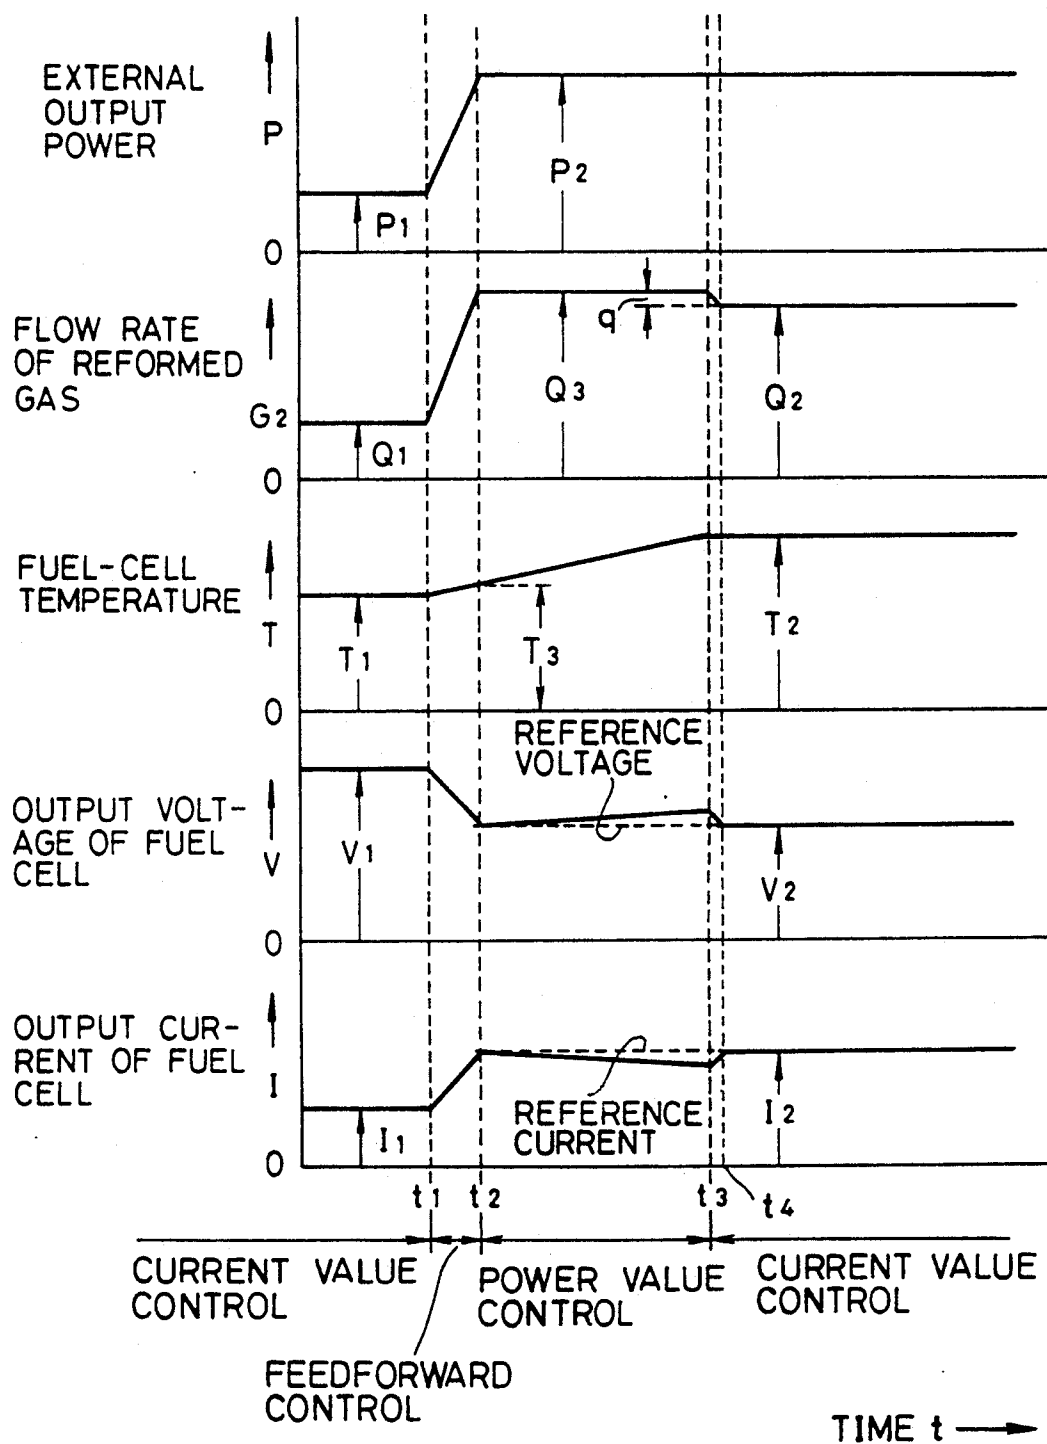 EXTERNAL
OUTPUT
POWER
P
P1
P2
0
FLOW RATE
OF REFORMED
GAS
G2
Q1
Q3
q
Q2
0
FUEL-CELL
TEMPERATURE
T
T1
T3
T2
0
REFERENCE
VOLTAGE
OUTPUT VOLT-
AGE OF FUEL
CELL
V
V1
V2
0
OUTPUT CUR-
RENT OF FUEL
CELL
I
I1
REFERENCE
CURRENT
I2
0
t1 t2 t3 t4
CURRENT VALUE
CONTROL
POWER VALUE
CONTROL
CURRENT VALUE
CONTROL
FEEDFORWARD
CONTROL
TIME t